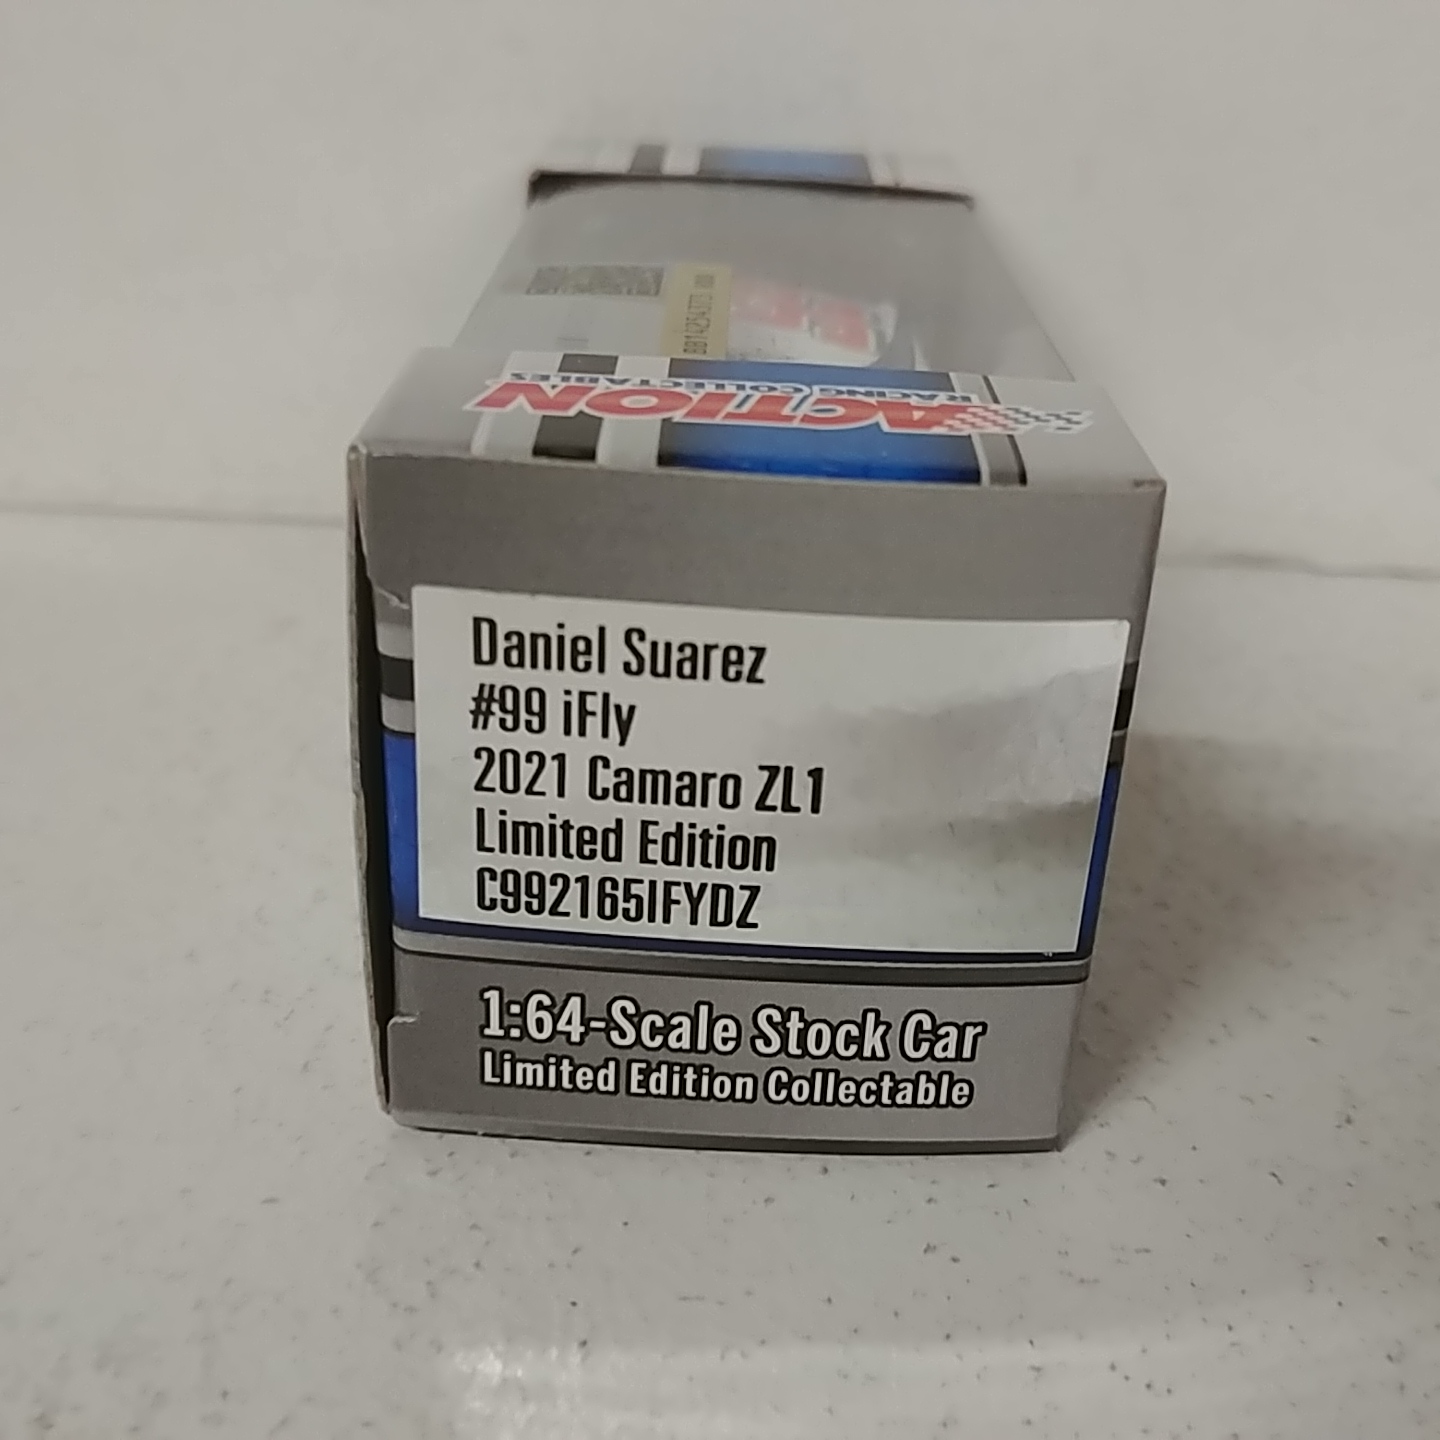 ACTION
RACING COLLECTABLES
Daniel Suarez
#99 iFly
2021 Camaro ZL1
Limited Edition
C992165IFYDZ
1:64-Scale Stock Car
Limited Edition Collectable